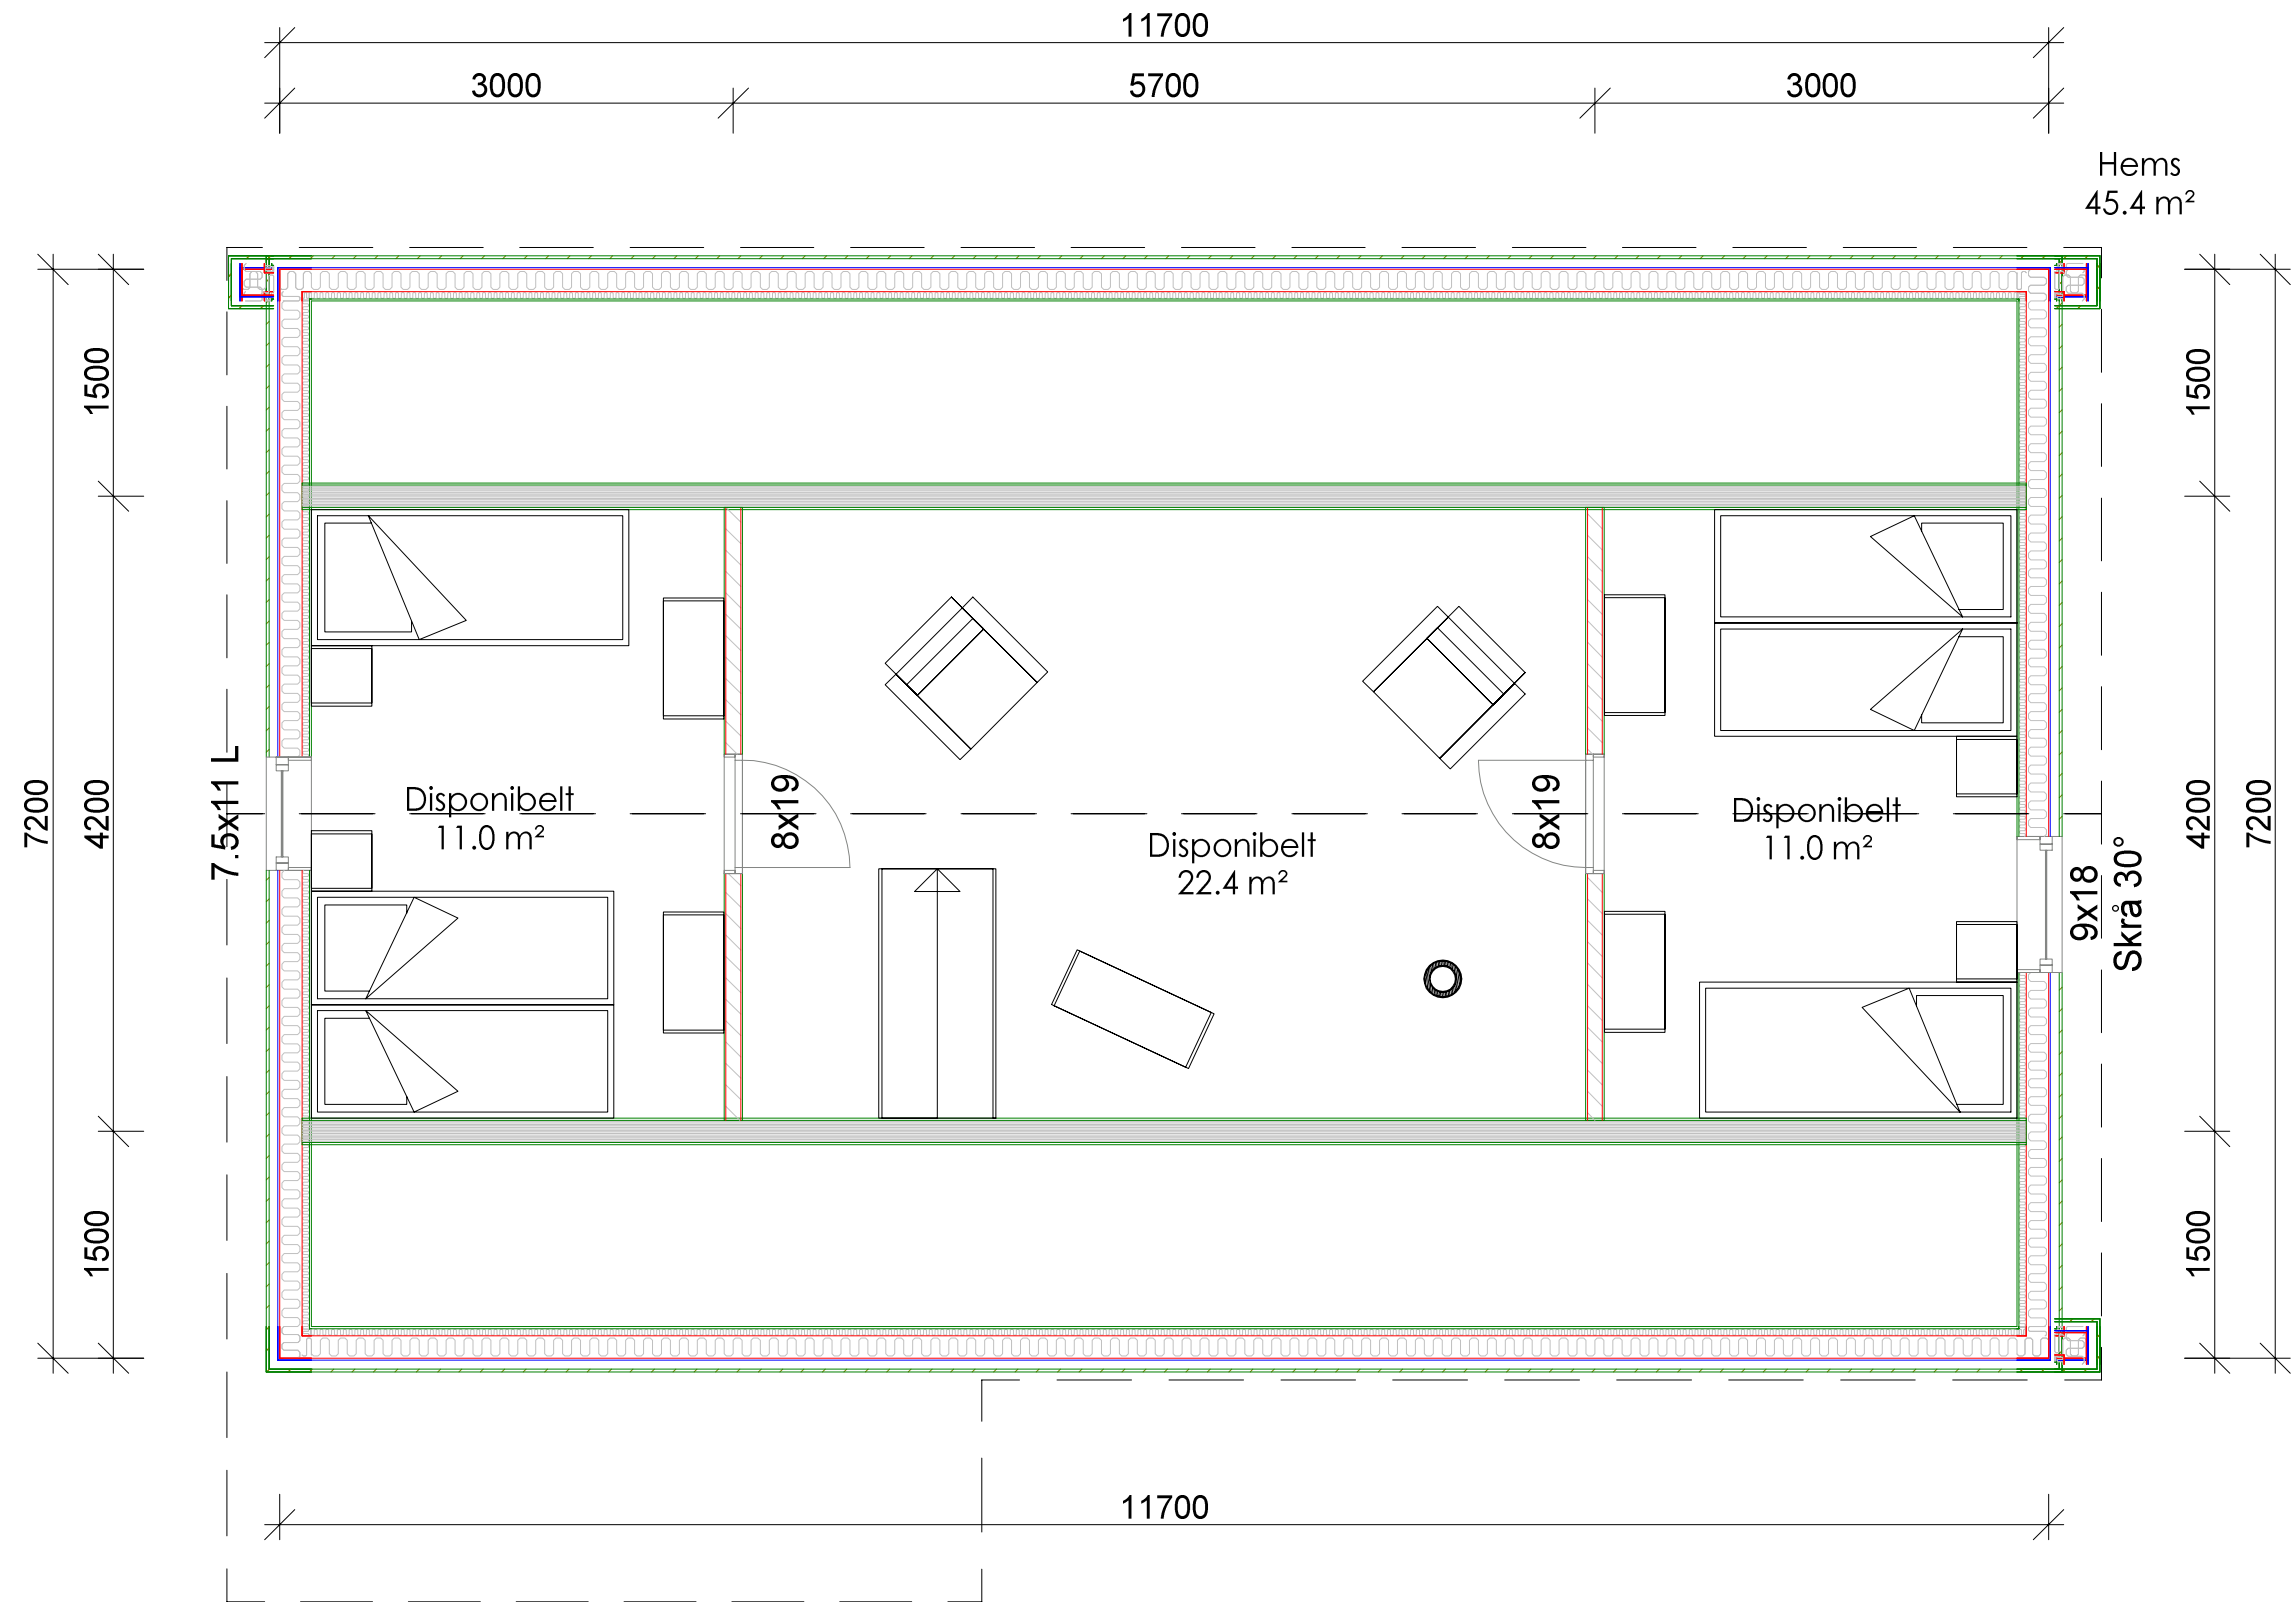 11700
3000
5700
3000
Hems
45.4 m²
1500
1500
7200
4200
7.5x11 L
Disponibelt
11.0 m²
8x19
Disponibelt
22.4 m²
8x19
Disponibelt
11.0 m²
9x18
Skrå 30°
4200
7200
1500
1500
11700